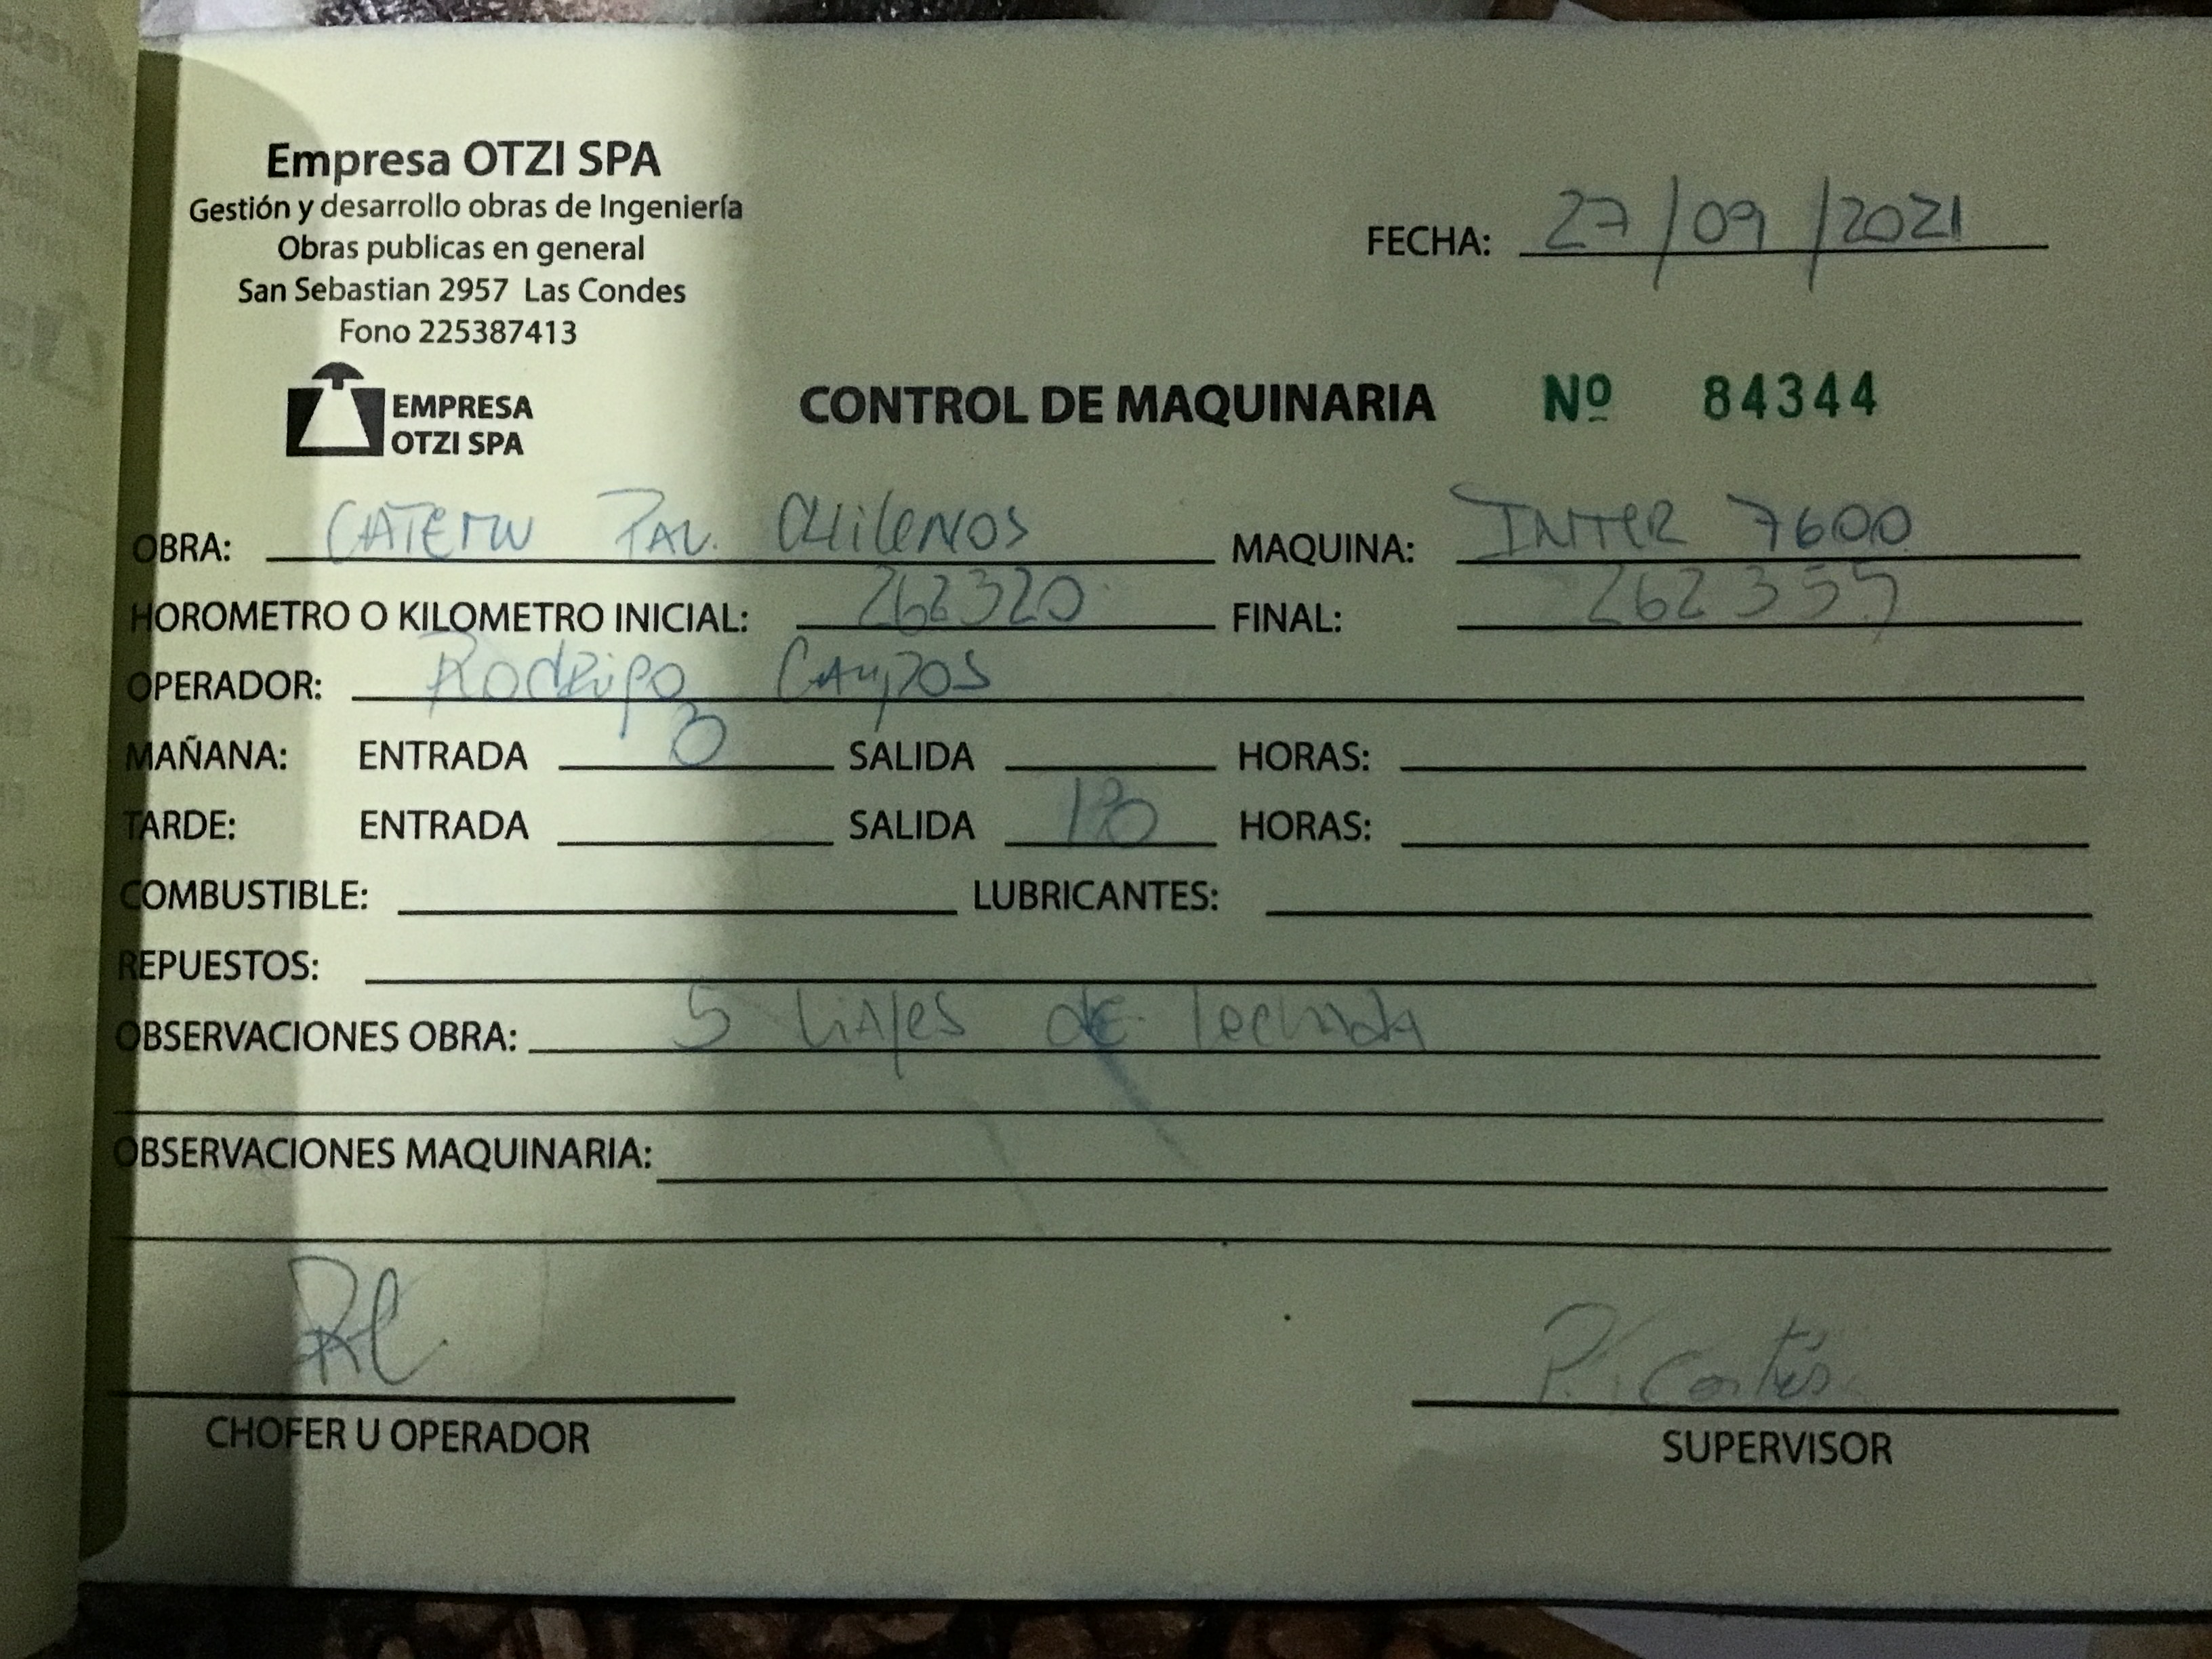 Empresa OTZI SPA
Gestión y desarrollo obras de Ingeniería
Obras publicas en general
San Sebastian 2957 Las Condes
Fono 225387413
EMPRESA
OTZI SPA
FECHA: 27/09/2021
CONTROL DE MAQUINARIA Nº 84344
OBRA: CATEMU PAV. CHILENOS MAQUINA: INTER 7600
HOROMETRO O KILOMETRO INICIAL: 262320 FINAL: 262355
OPERADOR: Rodrigo Campos
MAÑANA: ENTRADA 8 SALIDA HORAS:
TARDE: ENTRADA SALIDA 18 HORAS:
COMBUSTIBLE: LUBRICANTES:
REPUESTOS:
OBSERVACIONES OBRA: 5 viajes de lechada
OBSERVACIONES MAQUINARIA:
RC
P. Cortés
CHOFER U OPERADOR
SUPERVISOR